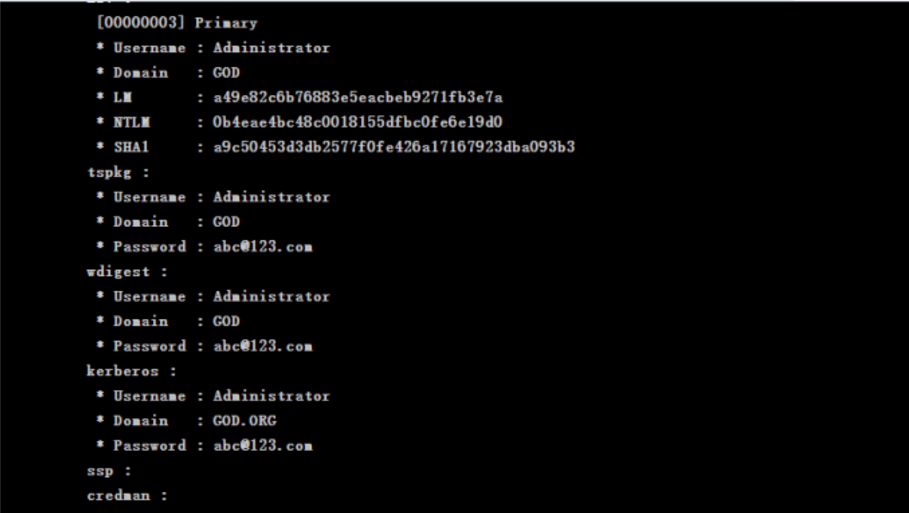 [00000003] Primary
* Username : Administrator
* Domain : GOD
* LM : a49e82c6b76883e5eacbeb9271fb3e7a
* NTLM : 0b4eae4bc48c0018155dfbc0fe6e19d0
* SHA1 : a9c50453d3db2577f0fe426a17167923dba093b3
tspkg :
* Username : Administrator
* Domain : GOD
* Password : abc@123.com
wdigest :
* Username : Administrator
* Domain : GOD
* Password : abc@123.com
kerberos :
* Username : Administrator
* Domain : GOD.ORG
* Password : abc@123.com
ssp :
credman :